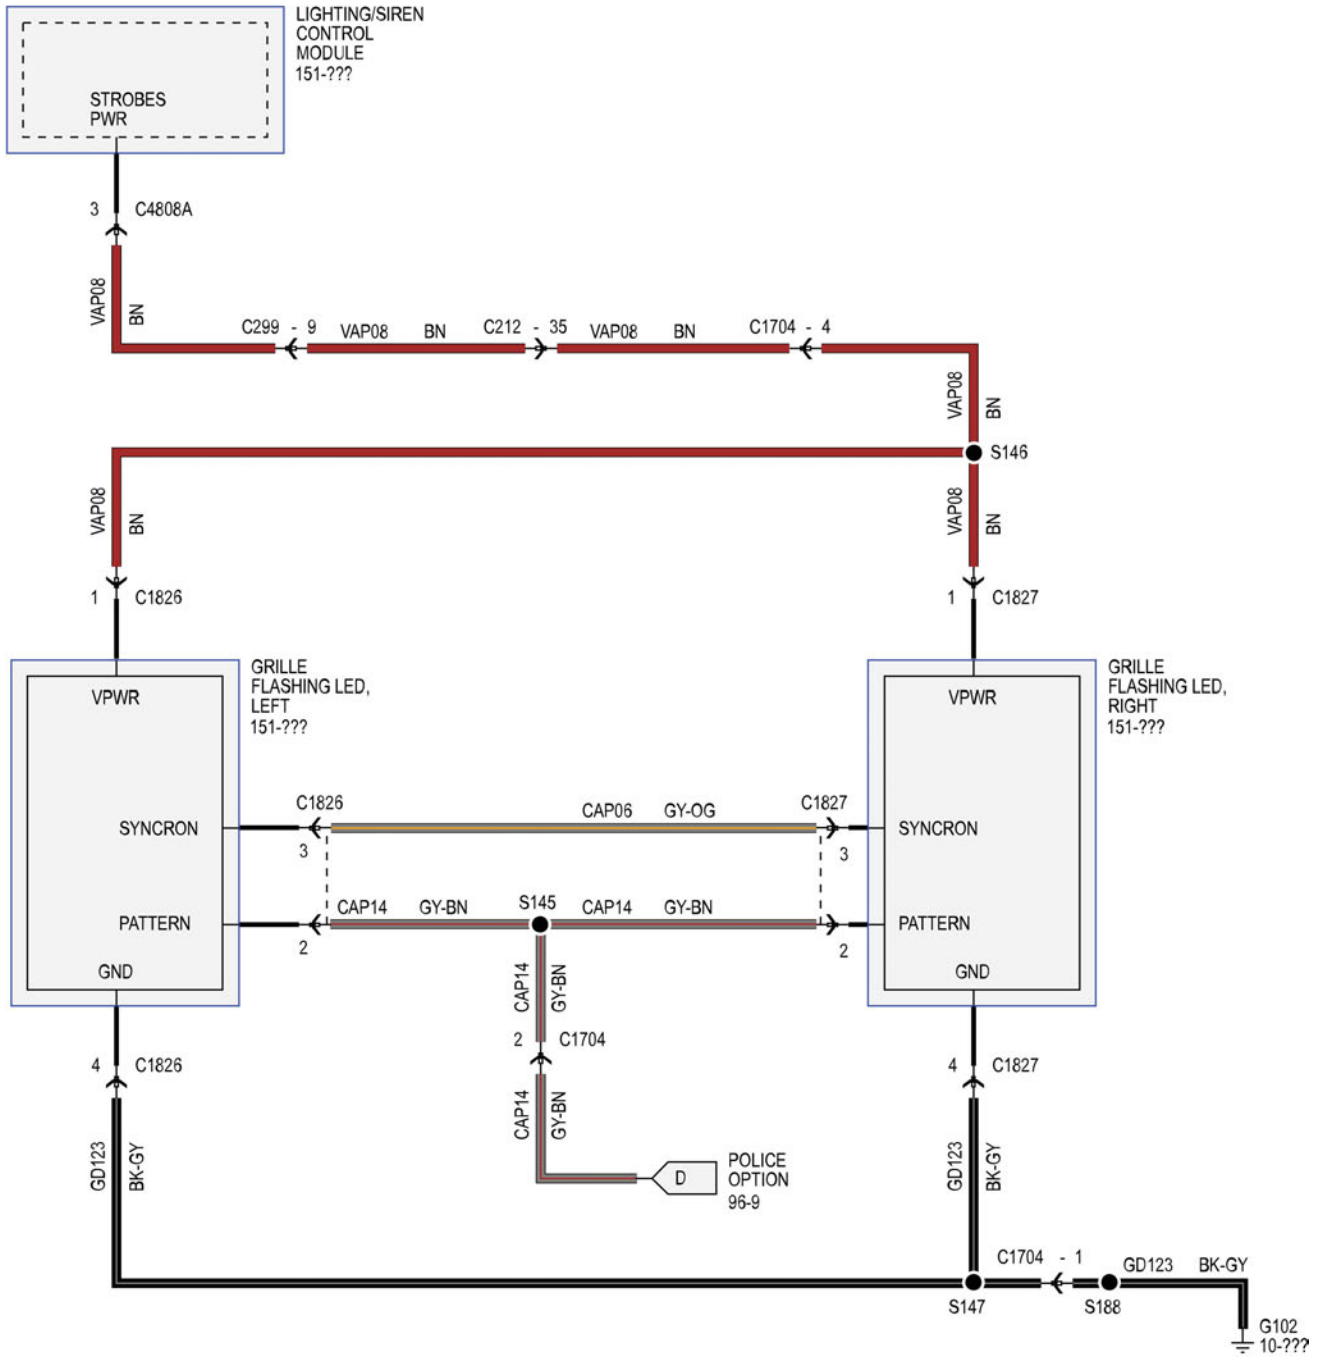 LIGHTING/SIREN
CONTROL
MODULE
151-???
STROBES
PWR
3 C4808A
VAP08 BN
C299 - 9 VAP08 BN C212 - 35 VAP08 BN C1704 - 4
VAP08 BN
S146
VAP08 BN
VAP08 BN
1 C1826
1 C1827
GRILLE
FLASHING LED,
LEFT
151-???
VPWR
GRILLE
FLASHING LED,
RIGHT
151-???
VPWR
C1826 CAP06 GY-OG C1827
SYNCRON
3
3
SYNCRON
CAP14 GY-BN S145 CAP14 GY-BN
PATTERN
2
2
PATTERN
GND
GND
CAP14 GY-BN
2 C1704
4 C1826
4 C1827
CAP14 GY-BN
GD123 BK-GY
GD123 BK-GY
D
POLICE
OPTION
96-9
C1704 - 1
GD123 BK-GY
S147
S188
G102
10-???